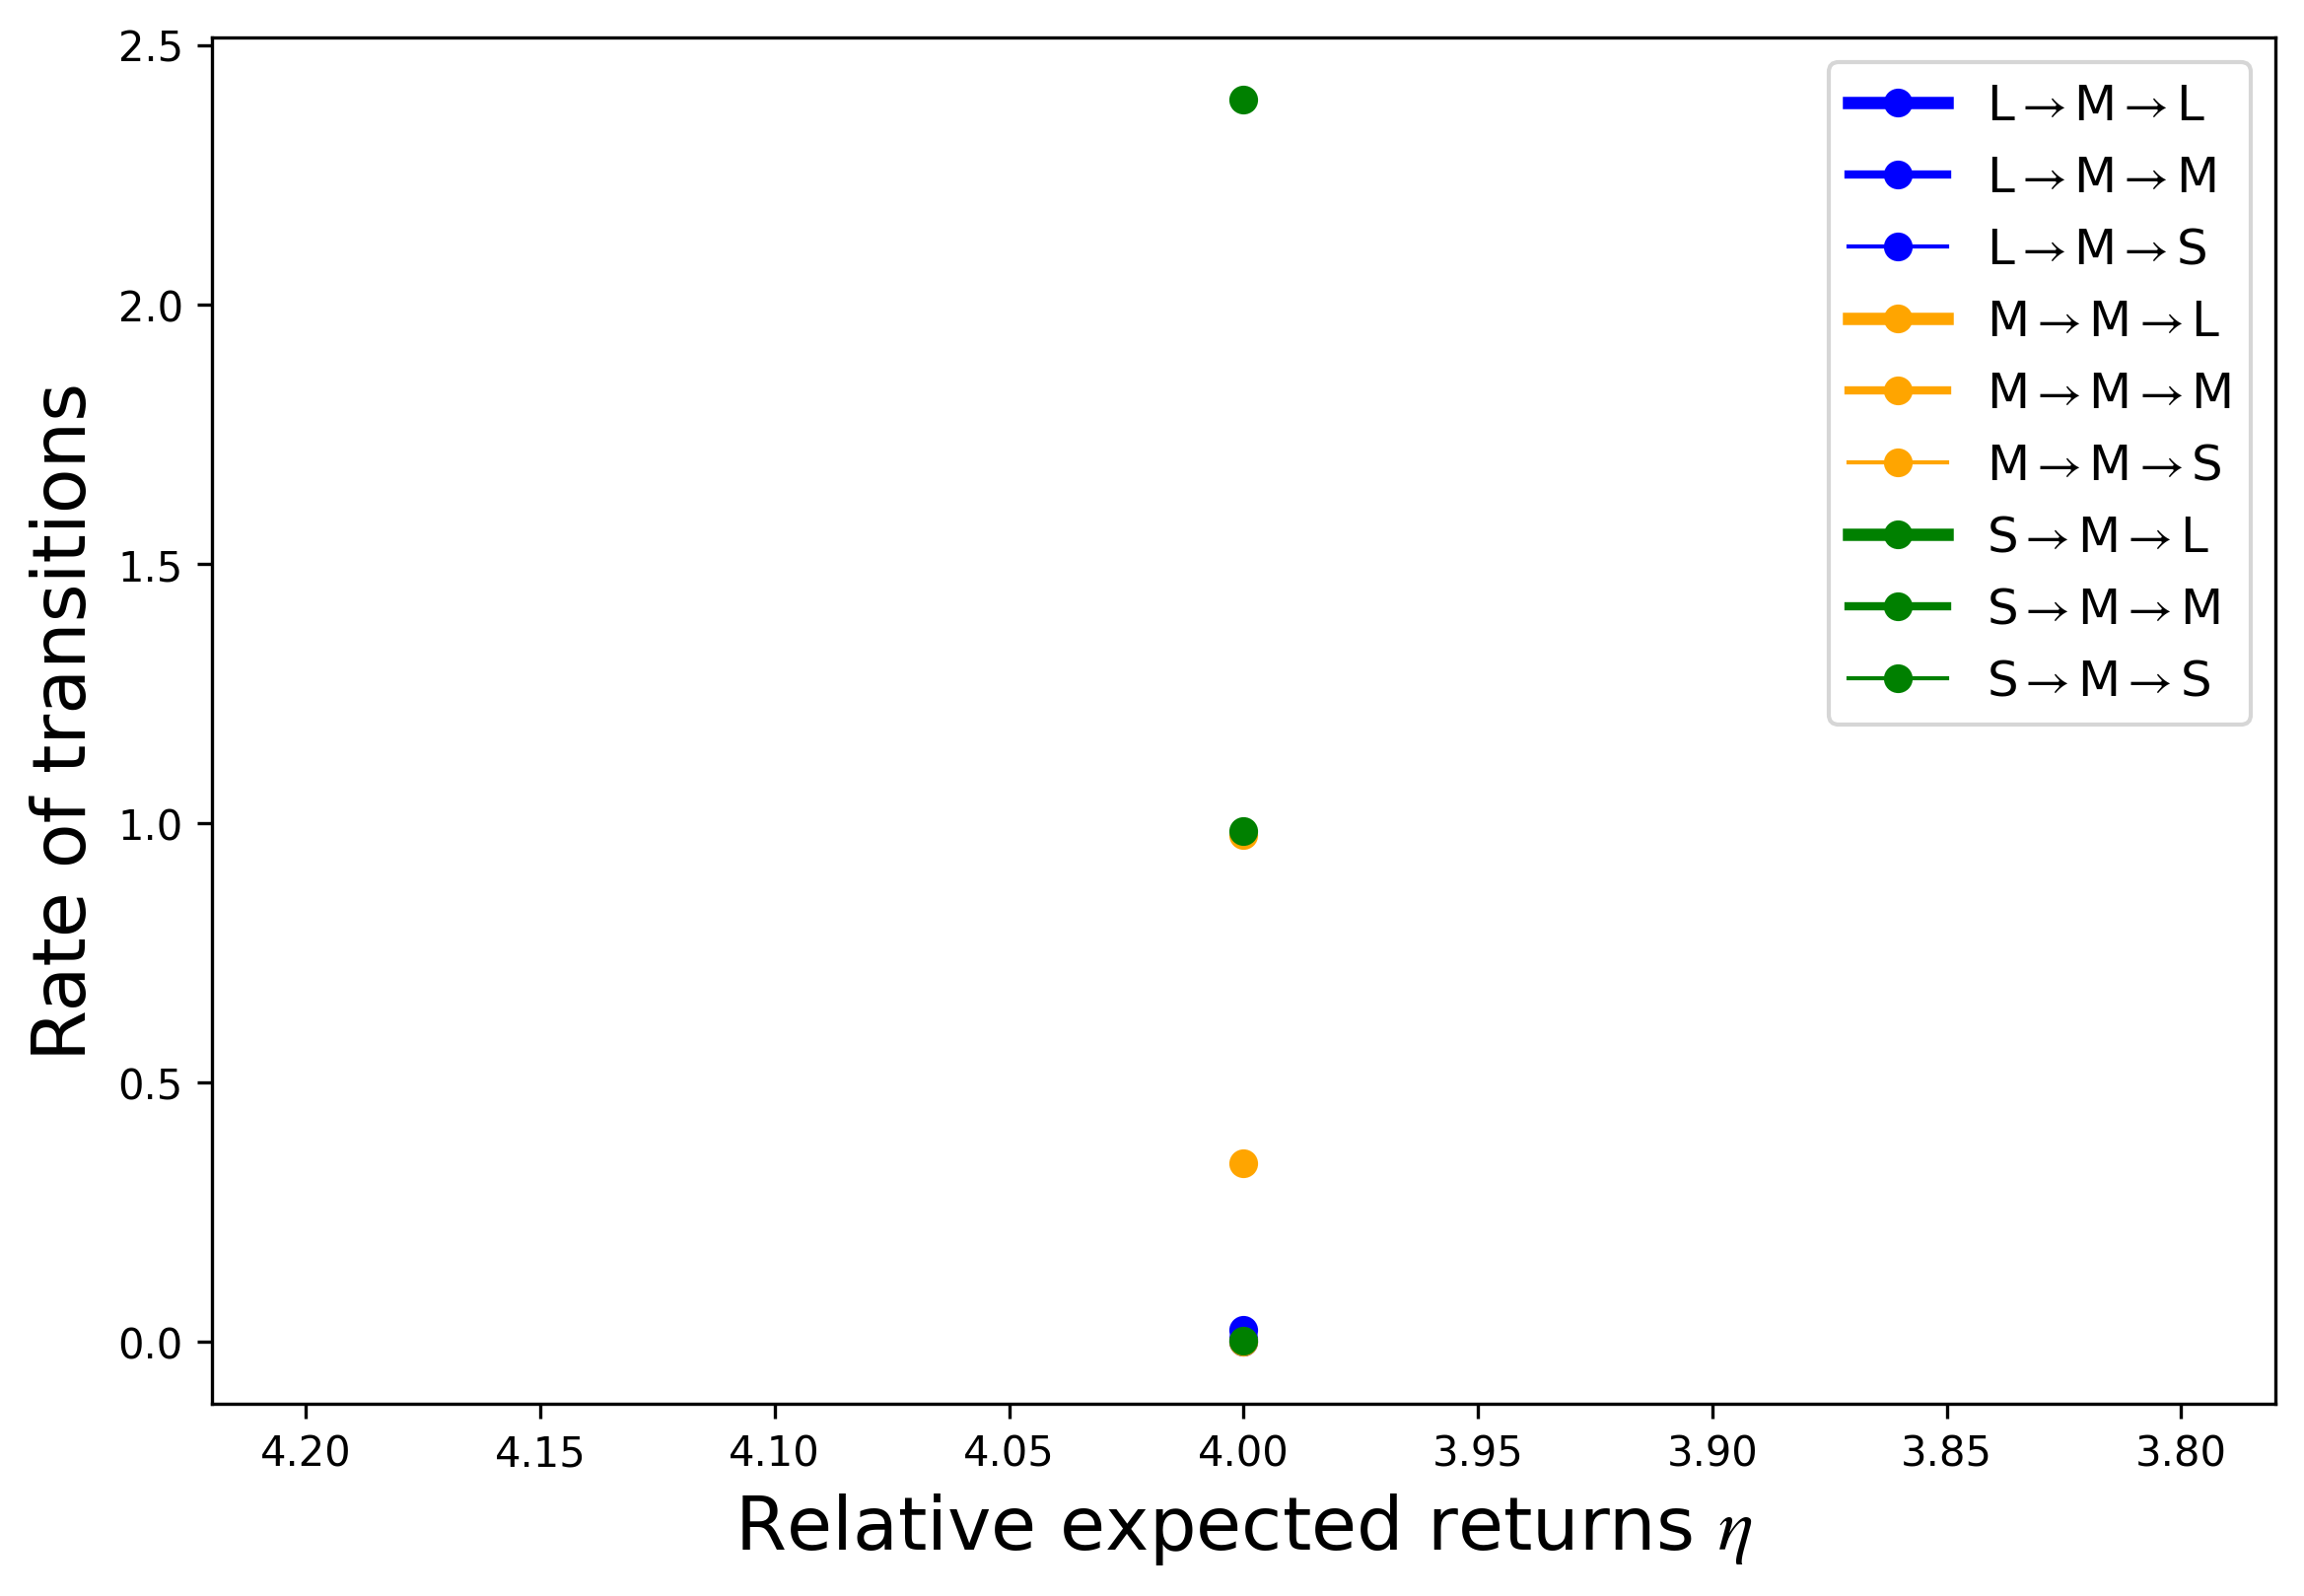 2.5
2.0
1.5
1.0
0.5
0.0
Rate of transitions
L→M→L
L→M→M
L→M→S
M→M→L
M→M→M
M→M→S
S→M→L
S→M→M
S→M→S
4.20 4.15 4.10 4.05 4.00 3.95 3.90 3.85 3.80
Relative expected returns η